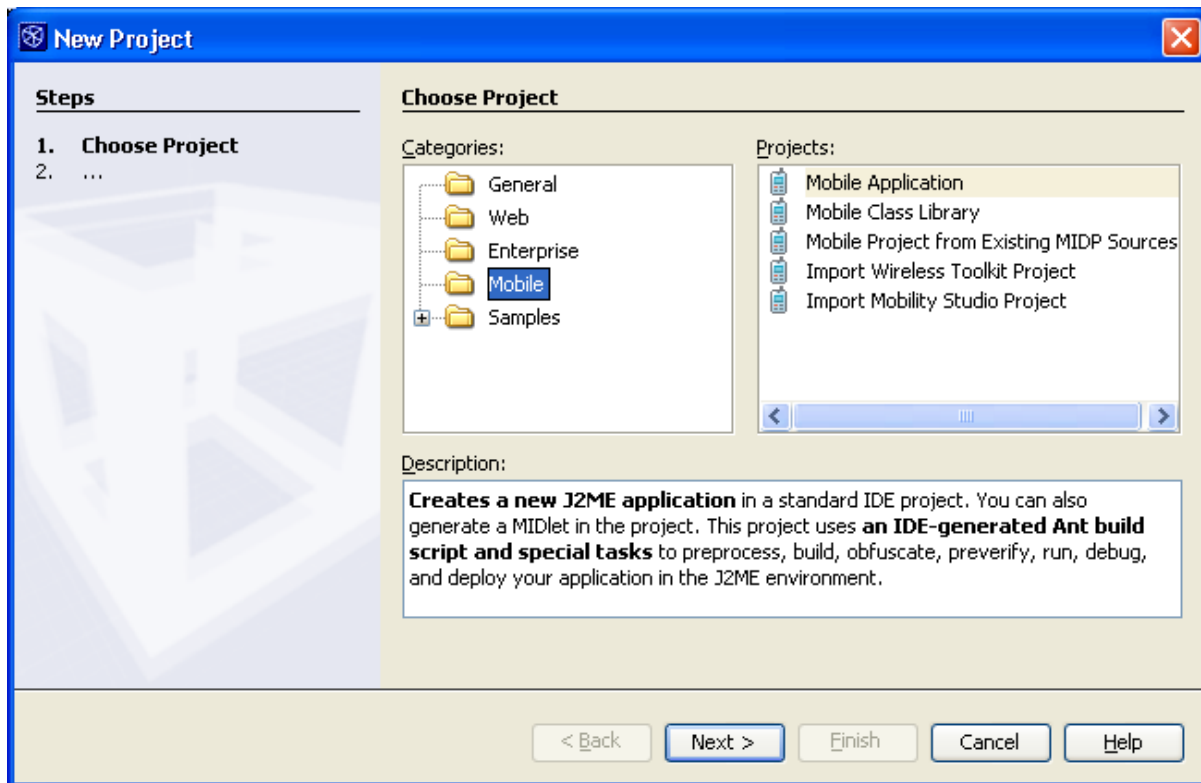 New Project
Steps
1. Choose Project
2. ...
Choose Project
Categories:
General
Web
Enterprise
Mobile
Samples
Projects:
Mobile Application
Mobile Class Library
Mobile Project from Existing MIDP Sources
Import Wireless Toolkit Project
Import Mobility Studio Project
Description:
Creates a new J2ME application in a standard IDE project. You can also
generate a MIDlet in the project. This project uses an IDE-generated Ant build
script and special tasks to preprocess, build, obfuscate, preverify, run, debug,
and deploy your application in the J2ME environment.
< Back Next > Finish Cancel Help